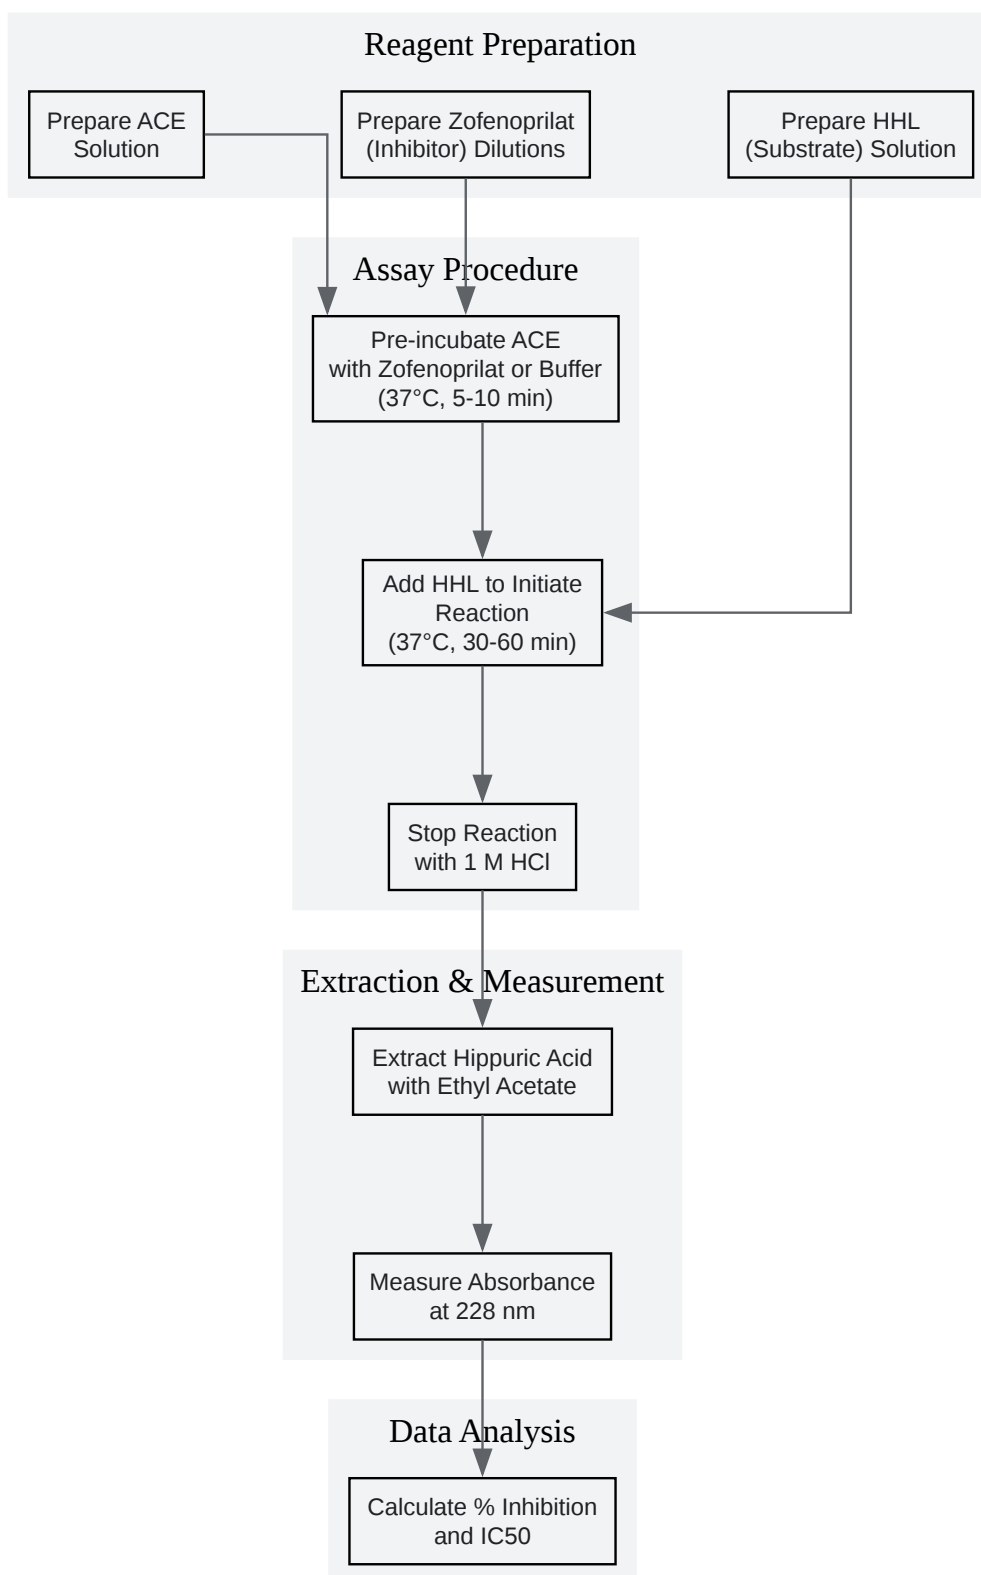 Reagent Preparation
Prepare ACE
Solution
Prepare Zofenoprilat
(Inhibitor) Dilutions
Prepare HHL
(Substrate) Solution
Assay Procedure
Pre-incubate ACE
with Zofenoprilat or Buffer
(37°C, 5-10 min)
Add HHL to Initiate
Reaction
(37°C, 30-60 min)
Stop Reaction
with 1 M HCl
Extraction & Measurement
Extract Hippuric Acid
with Ethyl Acetate
Measure Absorbance
at 228 nm
Data Analysis
Calculate % Inhibition
and IC50